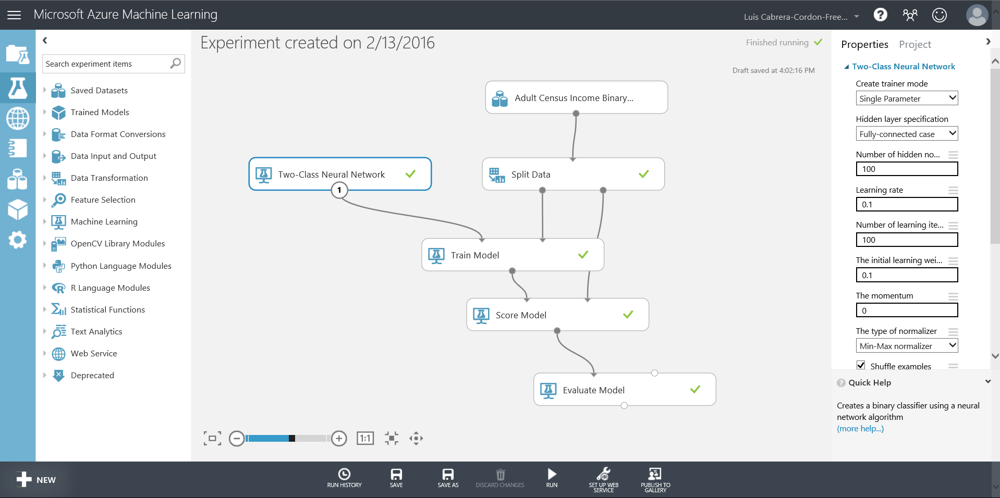 Microsoft Azure Machine Learning
Luis Cabrera-Cordon-Free...
Search experiment items
Saved Datasets
Trained Models
Data Format Conversions
Data Input and Output
Data Transformation
Feature Selection
Machine Learning
OpenCV Library Modules
Python Language Modules
R Language Modules
Statistical Functions
Text Analytics
Web Service
Deprecated
Experiment created on 2/13/2016
Finished running
Draft saved at 4:02:16 PM
Adult Census Income Binary...
Two-Class Neural Network
1
Split Data
Train Model
Score Model
Evaluate Model
1:1
Properties Project
Two-Class Neural Network
Create trainer mode
Single Parameter
Hidden layer specification
Fully-connected case
Number of hidden no...
100
Learning rate
0.1
Number of learning ite...
100
The initial learning wei...
0.1
The momentum
0
The type of normalizer
Min-Max normalizer
Shuffle examples
Quick Help
Creates a binary classifier using a neural
network algorithm
(more help...)
NEW
RUN HISTORY
SAVE
SAVE AS
DISCARD CHANGES
RUN
SET UP WEB
SERVICE
PUBLISH TO
GALLERY